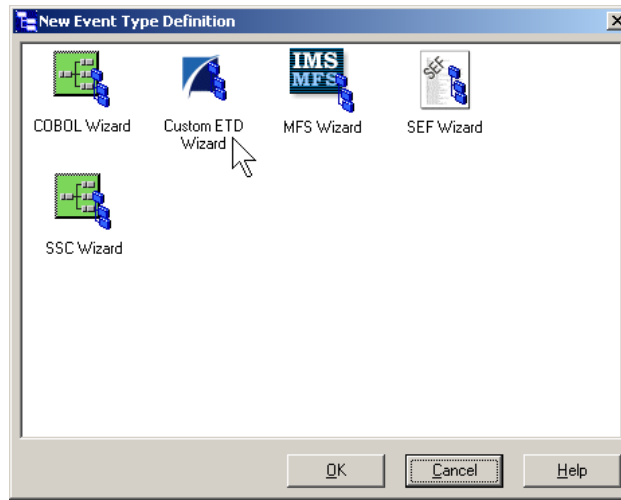 New Event Type Definition
IMS
MFS
SEF
COBOL Wizard
Custom ETD
Wizard
MFS Wizard
SEF Wizard
SSC Wizard
OK
Cancel
Help